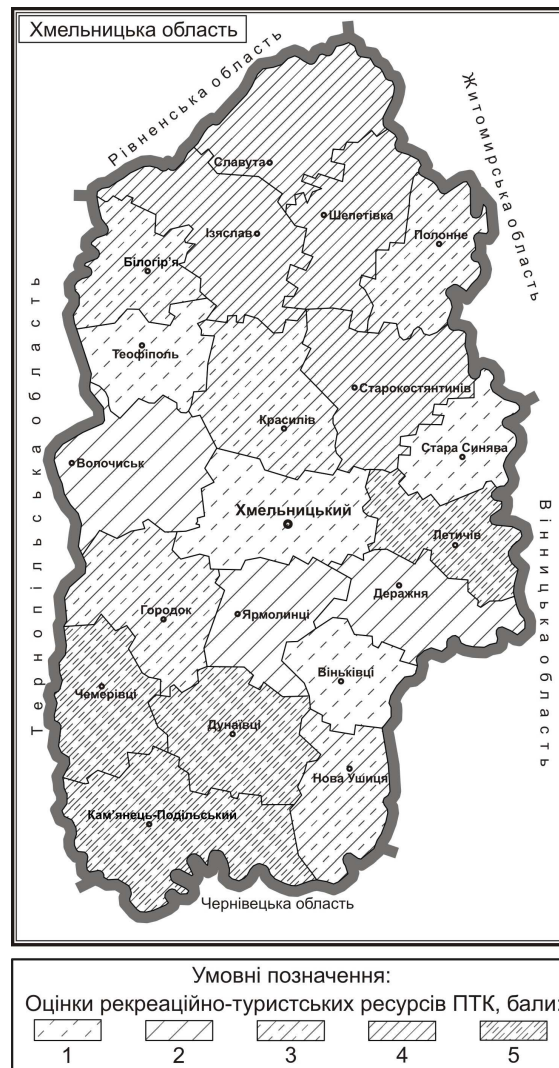 Хмельницька область
Рівненська область
Житомирська область
Славута
Шепетівка
Ізяслав
Полонне
Білогір'я
Тернопільська область
Теофіполь
Старокостянтинів
Красилів
Стара Синява
Волочиськ
Хмельницький
Вінницька область
Летичів
Деражня
Городок
Ярмолинці
Віньківці
Чемерівці
Дунаївці
Нова Ушиця
Кам'янець-Подільський
Чернівецька область
Умовні позначення:
Оцінки рекреаційно-туристських ресурсів ПТК, бали:
1 2 3 4 5